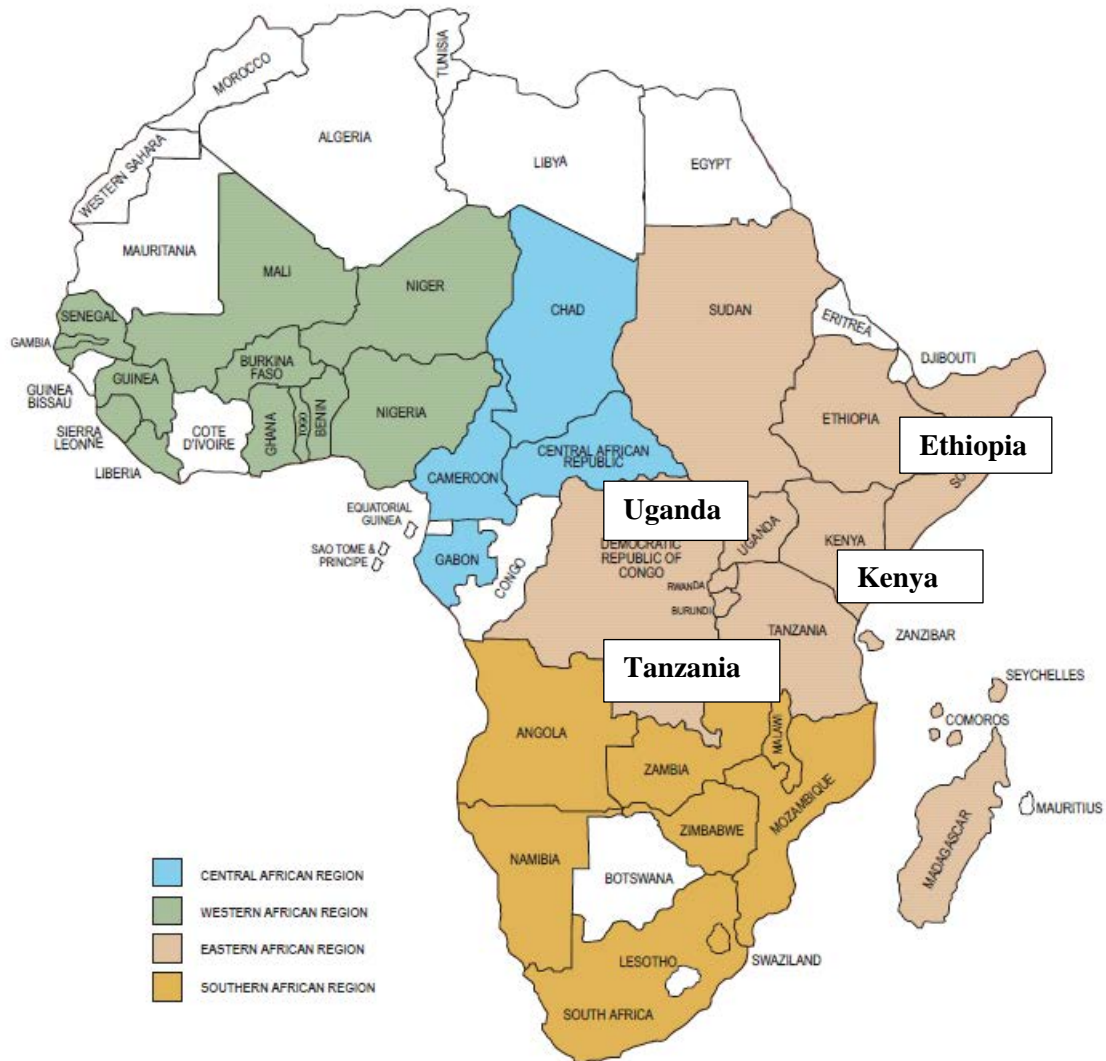 MOROCCO
TUNISIA
ALGERIA
LIBYA
EGYPT
WESTERN SAHARA
MAURITANIA
MALI
NIGER
CHAD
SUDAN
ERITREA
DJIBOUTI
SENEGAL
GAMBIA
GUINEA
BISSAU
GUINEA
SIERRA
LEONNE
LIBERIA
COTE
D'IVOIRE
BURKINA
FASO
GHANA
TOGO
BENIN
NIGERIA
CAMEROON
CENTRAL AFRICAN
REPUBLIC
ETHIOPIA
Ethiopia
SO
EQUATORIAL
GUINEA
SAO TOME &
PRINCIPE
GABON
CONGO
Uganda
DEMOCRATIC
REPUBLIC OF
CONGO
UGANDA
KENYA
Kenya
RWANDA
BURUNDI
TANZANIA
ZANZIBAR
Tanzania
SEYCHELLES
COMOROS
ANGOLA
ZAMBIA
MALAWI
MOZAMBIQUE
MADAGASCAR
MAURITIUS
NAMIBIA
ZIMBABWE
BOTSWANA
LESOTHO
SWAZILAND
SOUTH AFRICA
CENTRAL AFRICAN REGION
WESTERN AFRICAN REGION
EASTERN AFRICAN REGION
SOUTHERN AFRICAN REGION